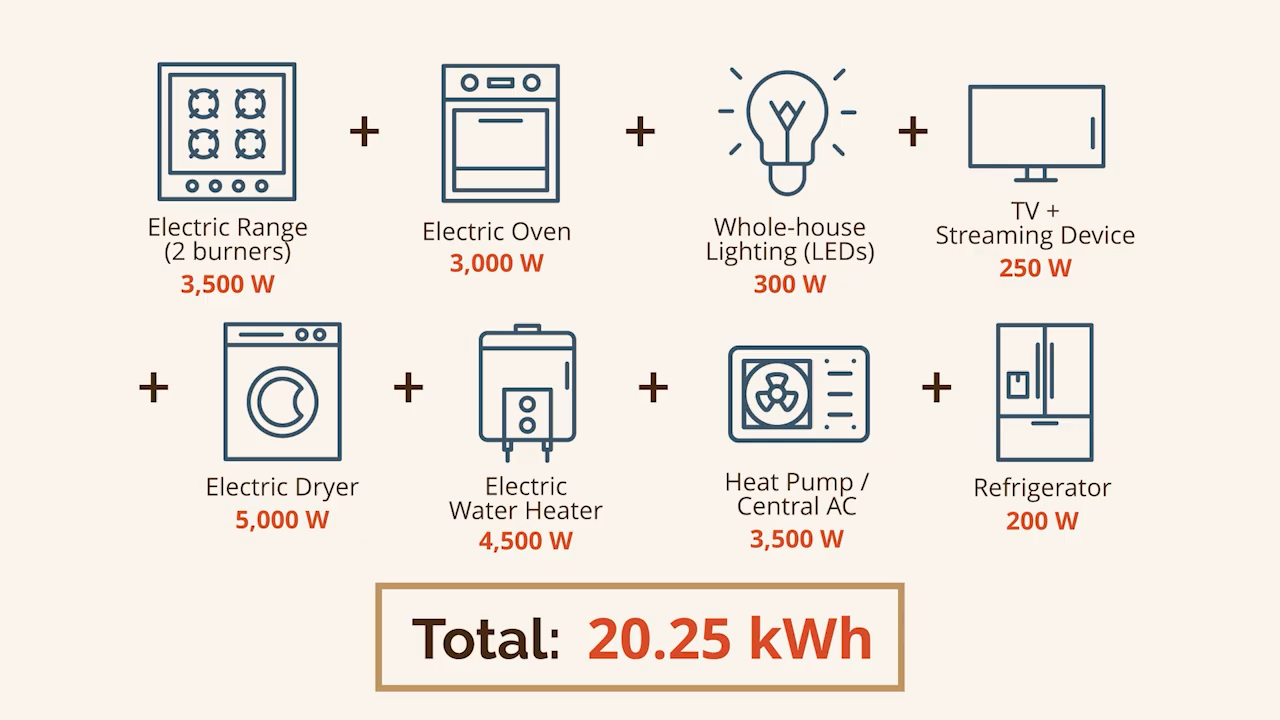 +
+
+
Electric Range
(2 burners)
3,500 W
Electric Oven
3,000 W
Whole-house
Lighting (LEDs)
300 W
TV +
Streaming Device
250 W
+
+
+
+
Electric Dryer
5,000 W
Electric
Water Heater
4,500 W
Heat Pump /
Central AC
3,500 W
Refrigerator
200 W
Total: 20.25 kWh